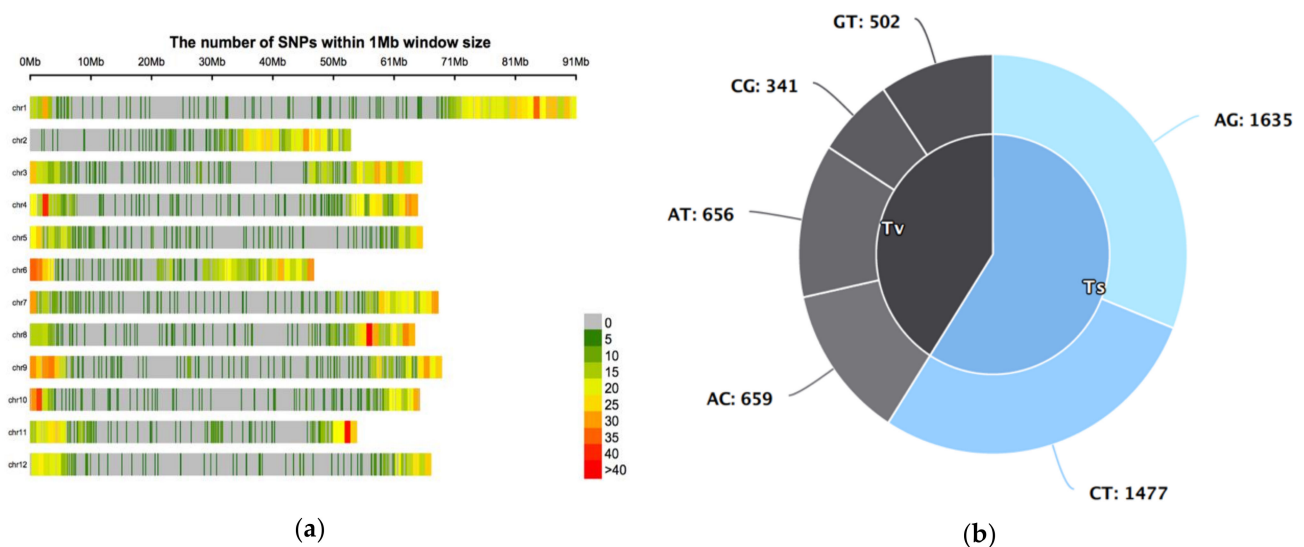 The number of SNPs within 1Mb window size
0Mb 10Mb 20Mb 30Mb 40Mb 50Mb 61Mb 71Mb 81Mb 91Mb
chr1
chr2
chr3
chr4
chr5
chr6
chr7
chr8
chr9
chr10
chr11
chr12
0
5
10
15
20
25
30
35
40
>40
(a)
GT: 502
CG: 341
AG: 1635
AT: 656
Tv
Ts
AC: 659
CT: 1477
(b)